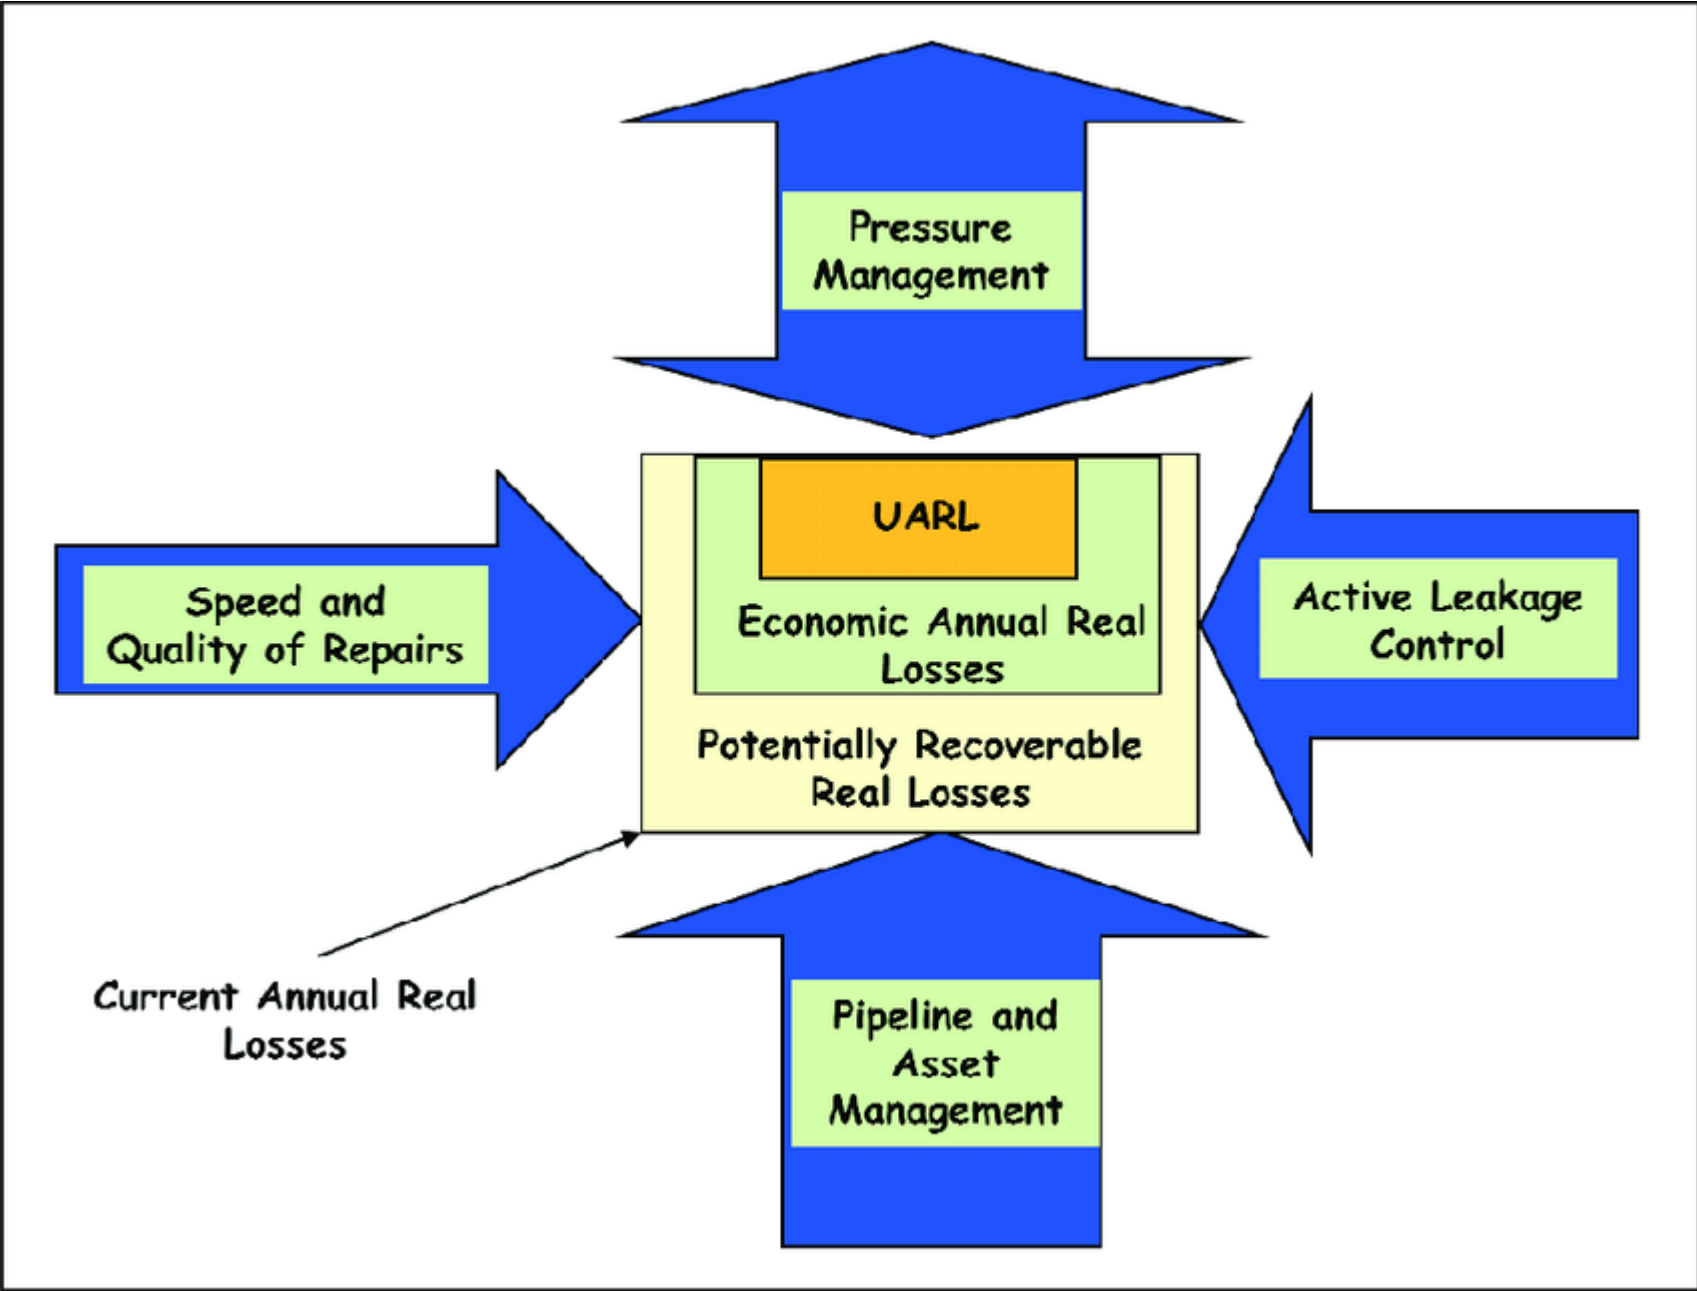 Pressure
Management
UARL
Economic Annual Real
Losses
Potentially Recoverable
Real Losses
Speed and
Quality of Repairs
Active Leakage
Control
Current Annual Real
Losses
Pipeline and
Asset
Management